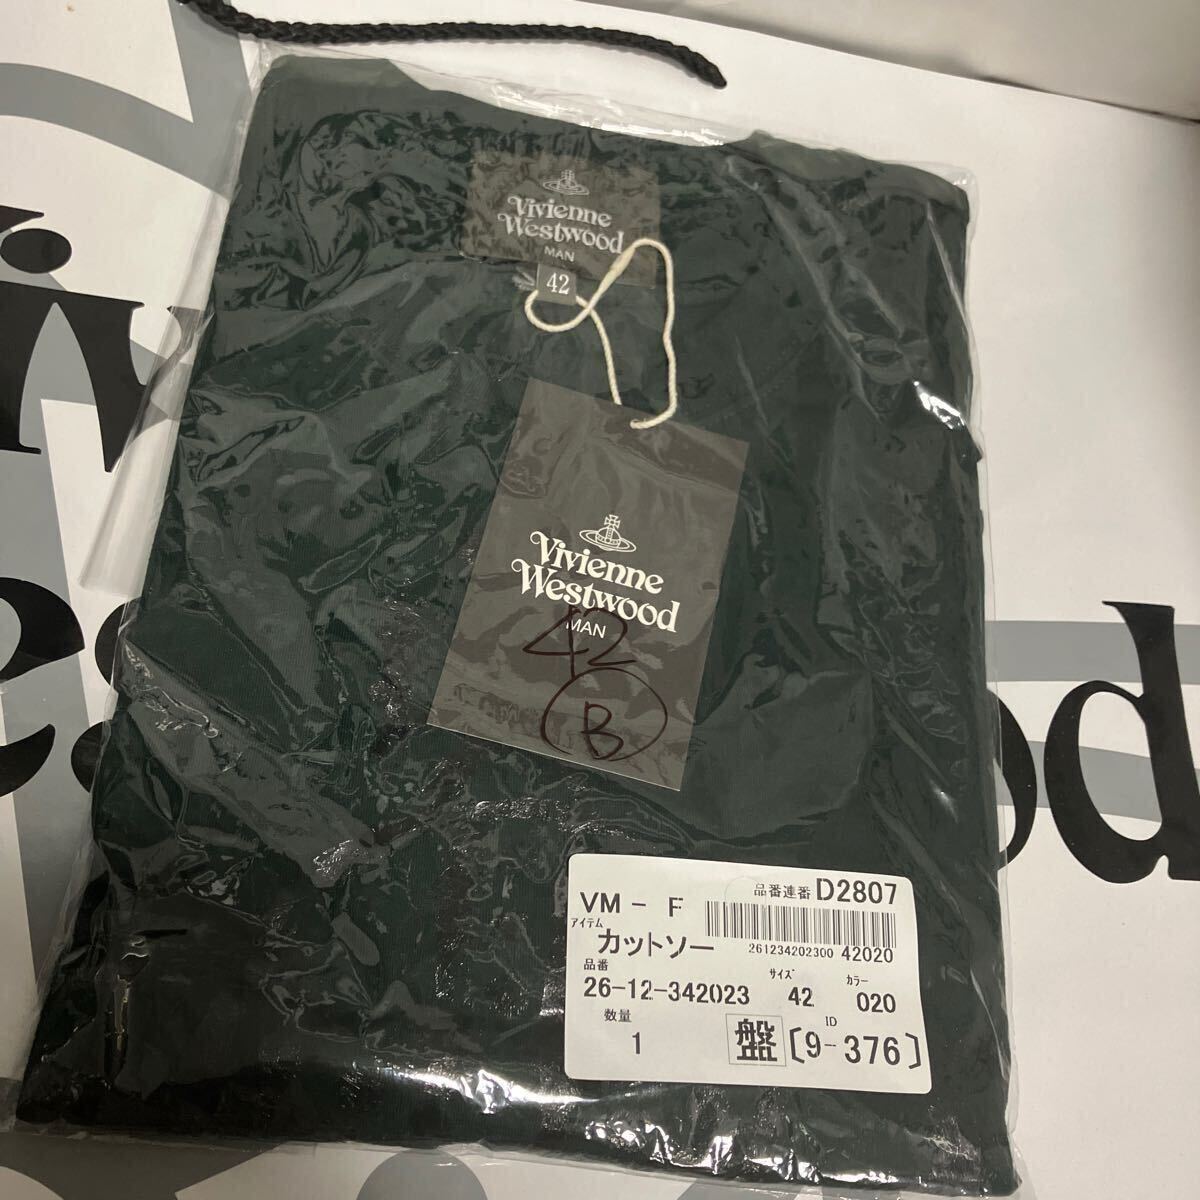 Vivienne
Westwood
MAN
42
Vivienne
Westwood
MAN
42
B
品番連番 D2807
VM - F
アイテム
カットソー
261234202300 42020
品番 サイズ カラー
26-12-342023 42 020
数量 ID
1 盤 [9-376]